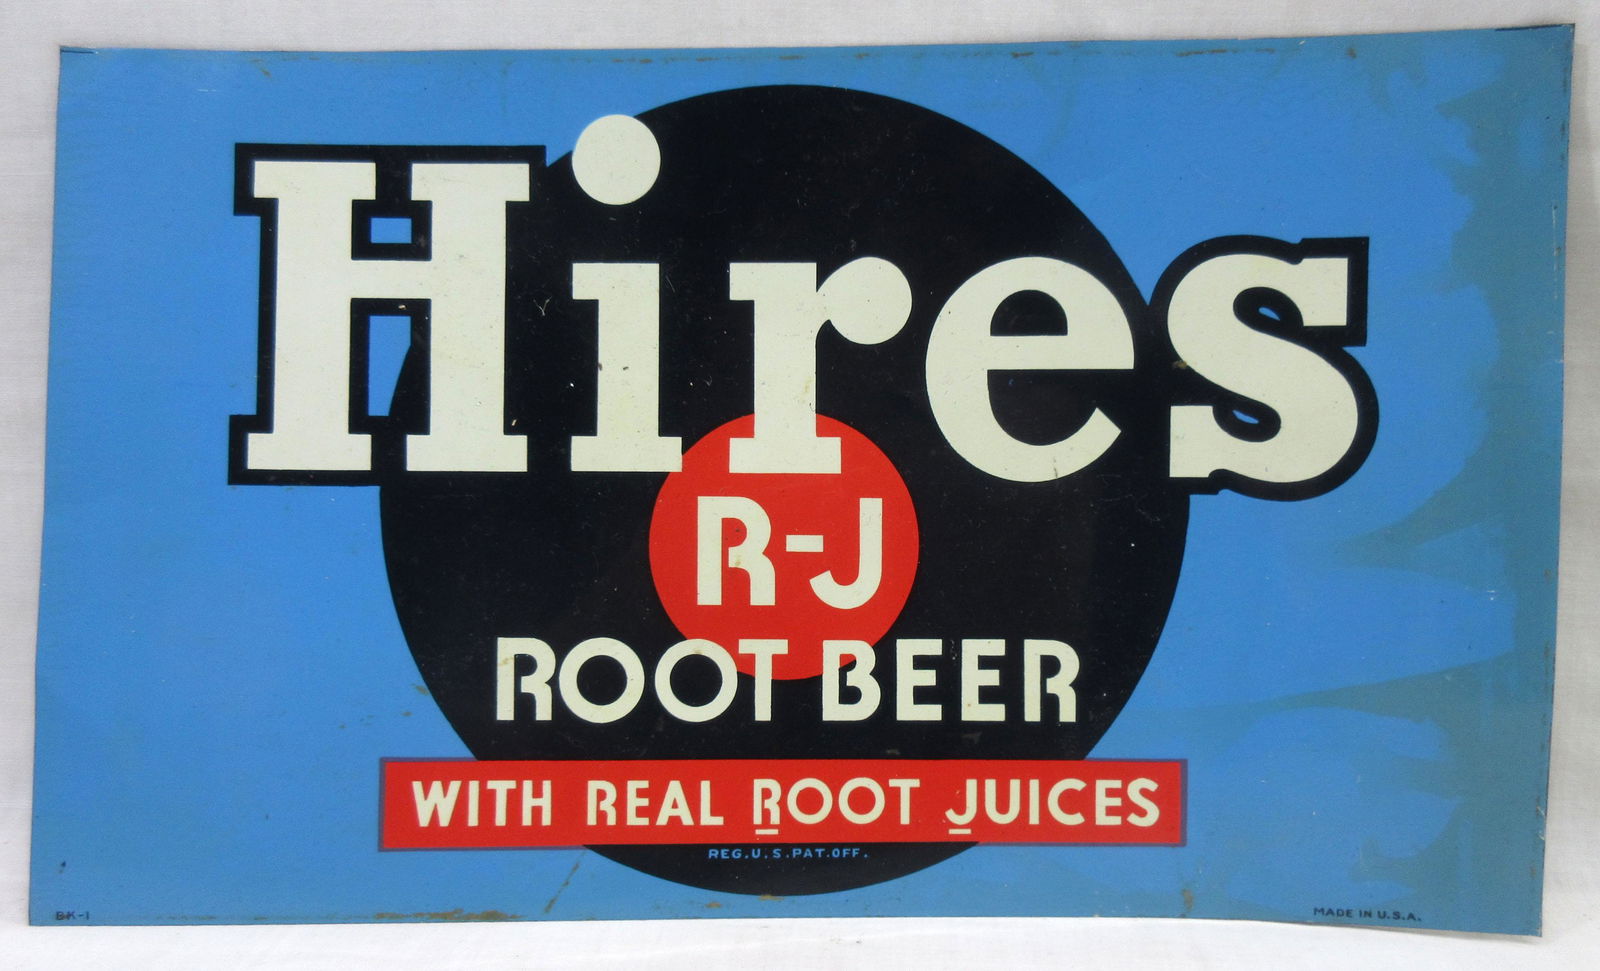 Hires
R-J
ROOT BEER
WITH REAL ROOT JUICES
REG.U.S.PAT.OFF.
BK-1
MADE IN U.S.A.